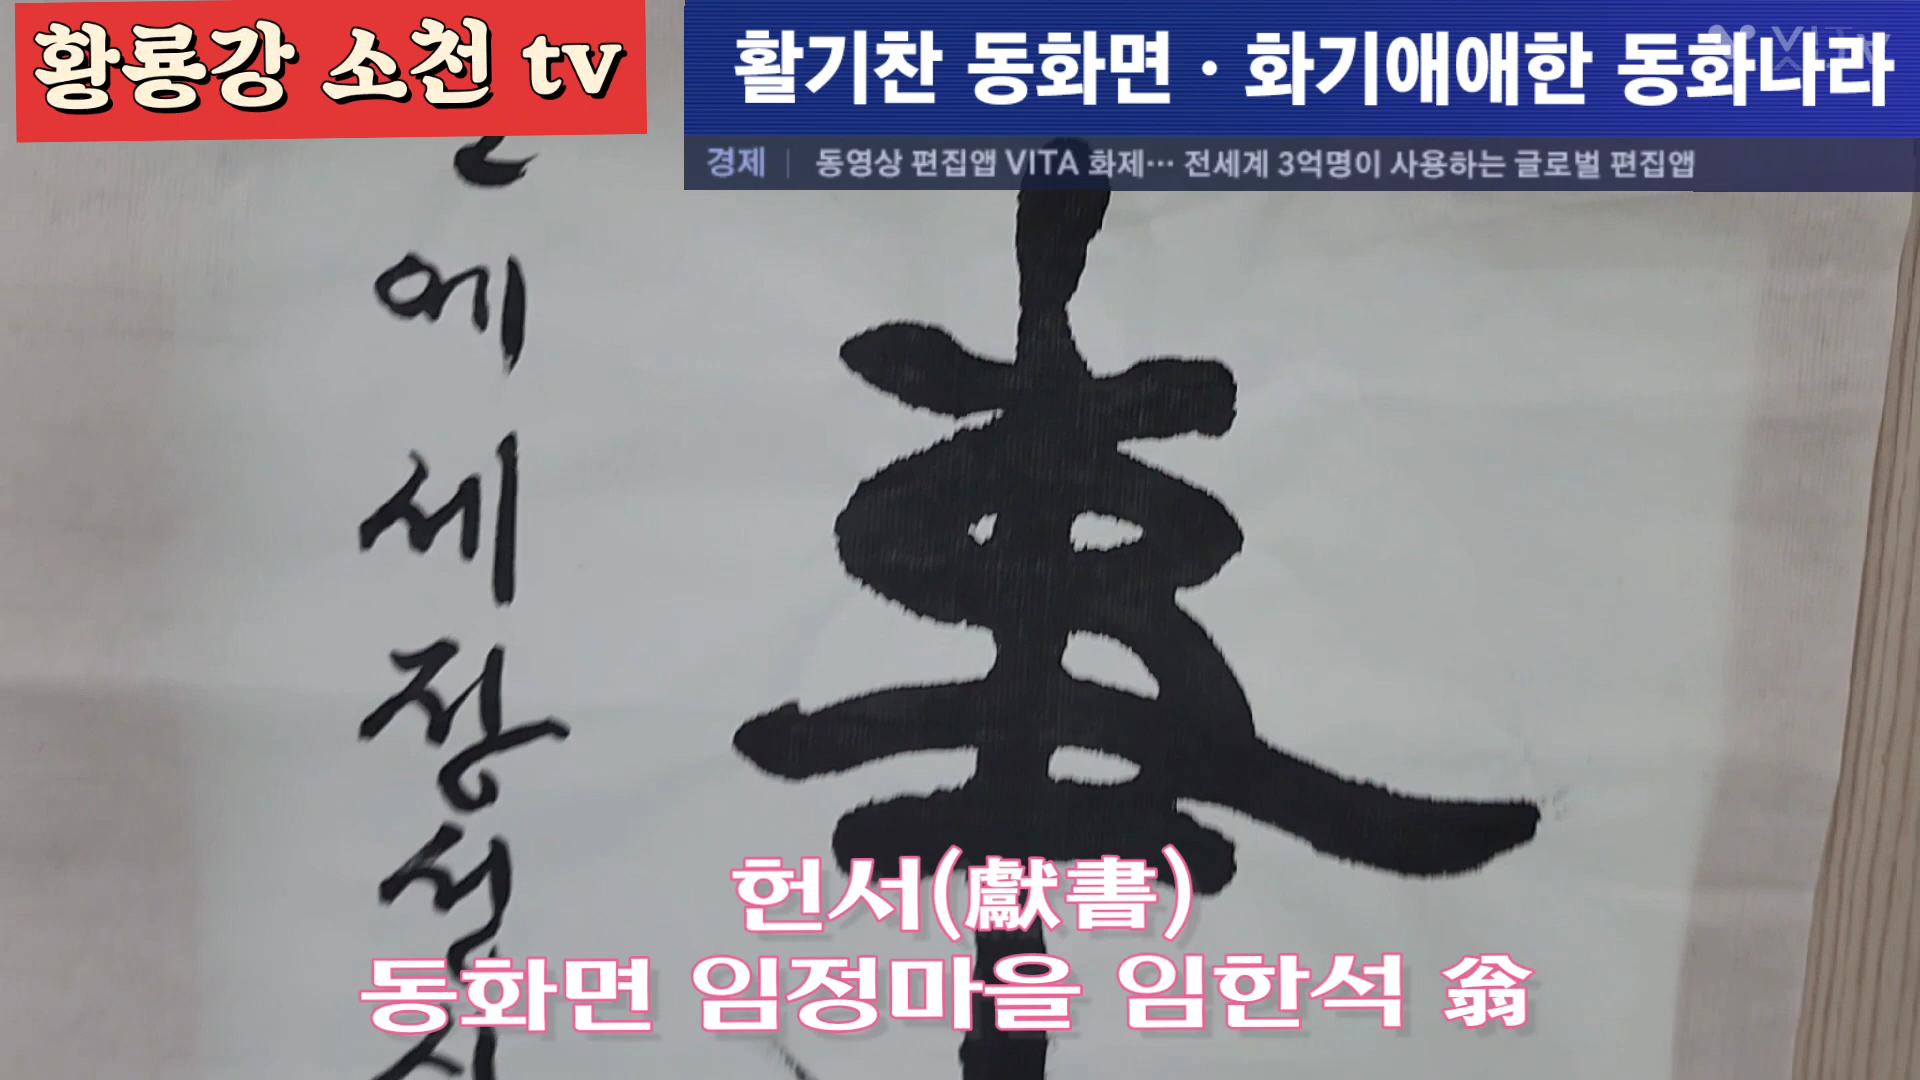 황룡강 소천 tv
활기찬 동화면 · 화기애애한 동화나라
경제 | 동영상 편집앱 VITA 화제··· 전세계 3억명이 사용하는 글로벌 편집앱
에
세
장
성
事
헌서(獻書)
동화면 임정마을 임한석 翁